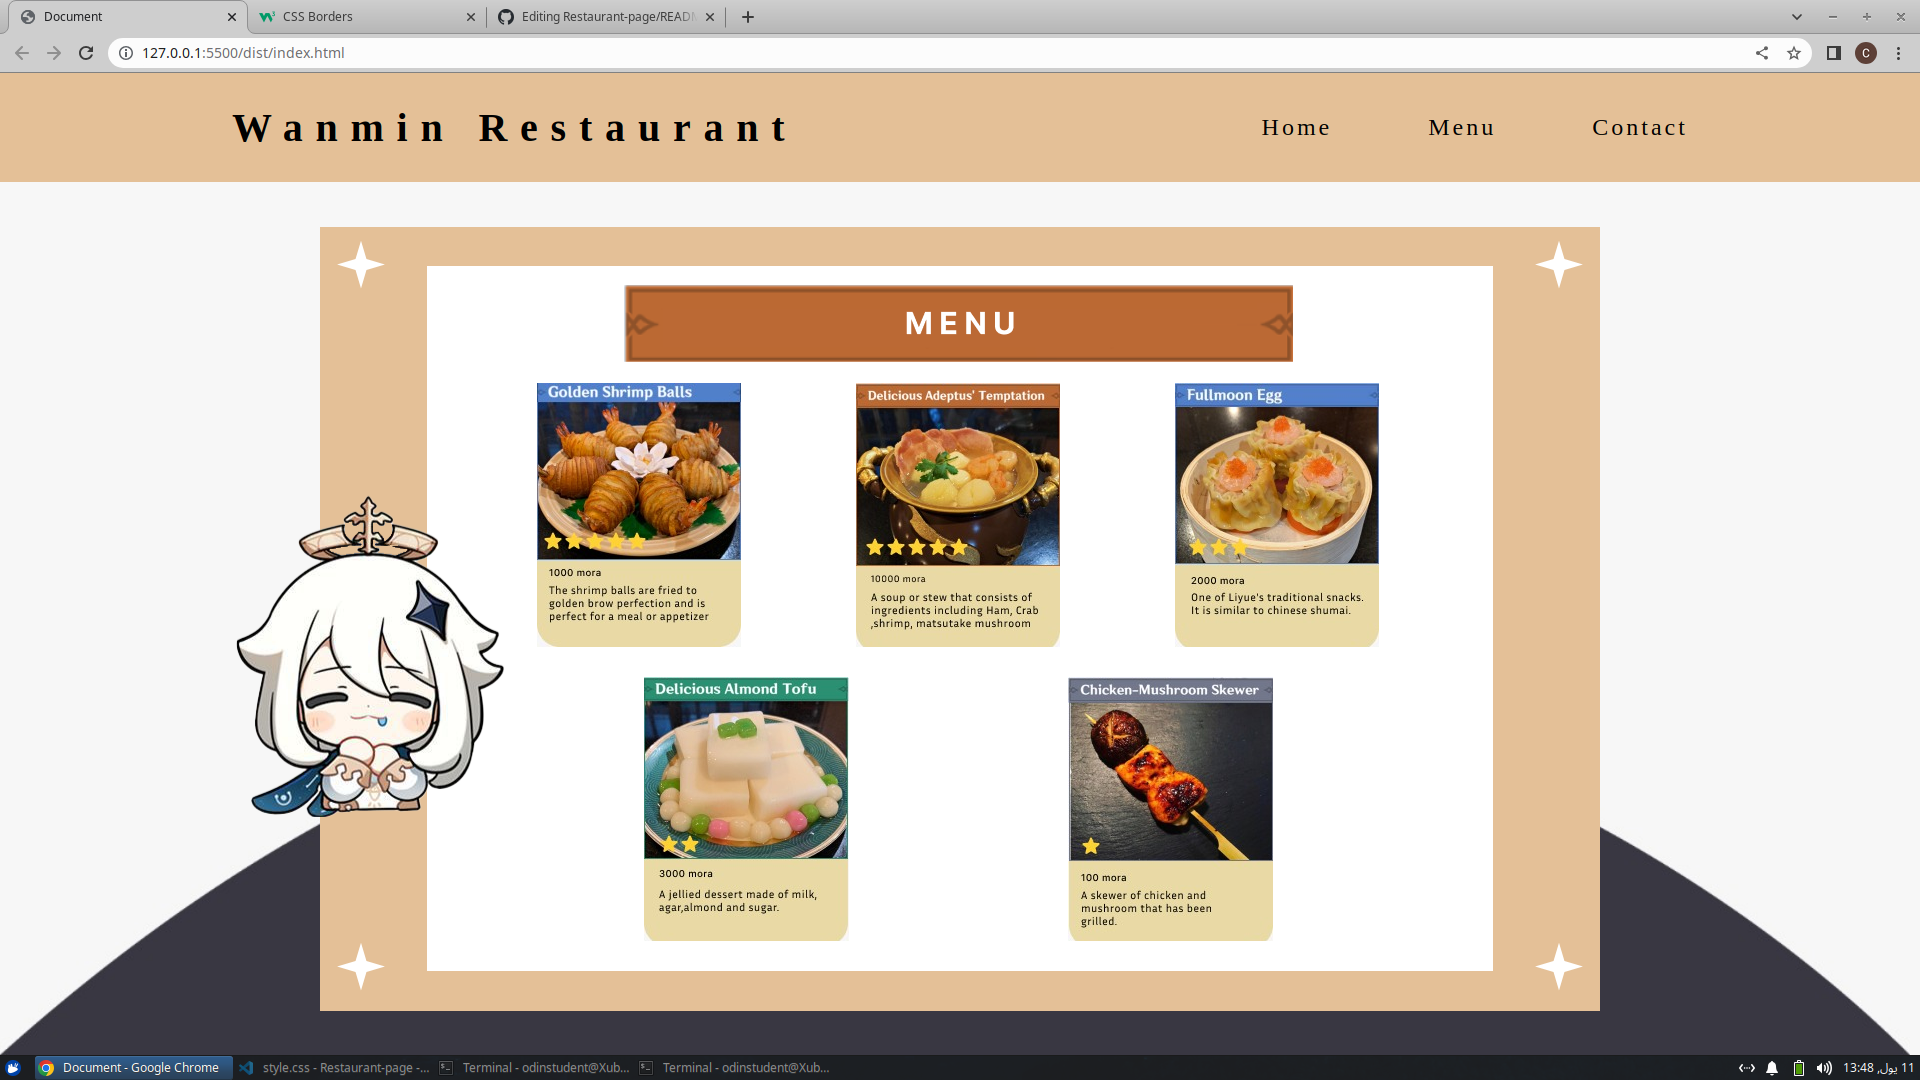 Document
CSS Borders
Editing Restaurant-page/READ
127.0.0.1:5500/dist/index.html
C
Wanmin Restaurant
Home
Menu
Contact
MENU
Golden Shrimp Balls
1000 mora
The shrimp balls are fried to
golden brow perfection and is
perfect for a meal or appetizer
Delicious Adeptus' Temptation
10000 mora
A soup or stew that consists of
ingredients including Ham, Crab
,shrimp, matsutake mushroom
Fullmoon Egg
2000 mora
One of Liyue's traditional snacks.
It is similar to chinese shumai.
Delicious Almond Tofu
3000 mora
A jellied dessert made of milk,
agar,almond and sugar.
Chicken-Mushroom Skewer
100 mora
A skewer of chicken and
mushroom that has been
grilled.
Document - Google Chrome
style.css - Restaurant-page -...
Terminal - odinstudent@Xub...
Terminal - odinstudent@Xub...
11 يول, 13:48